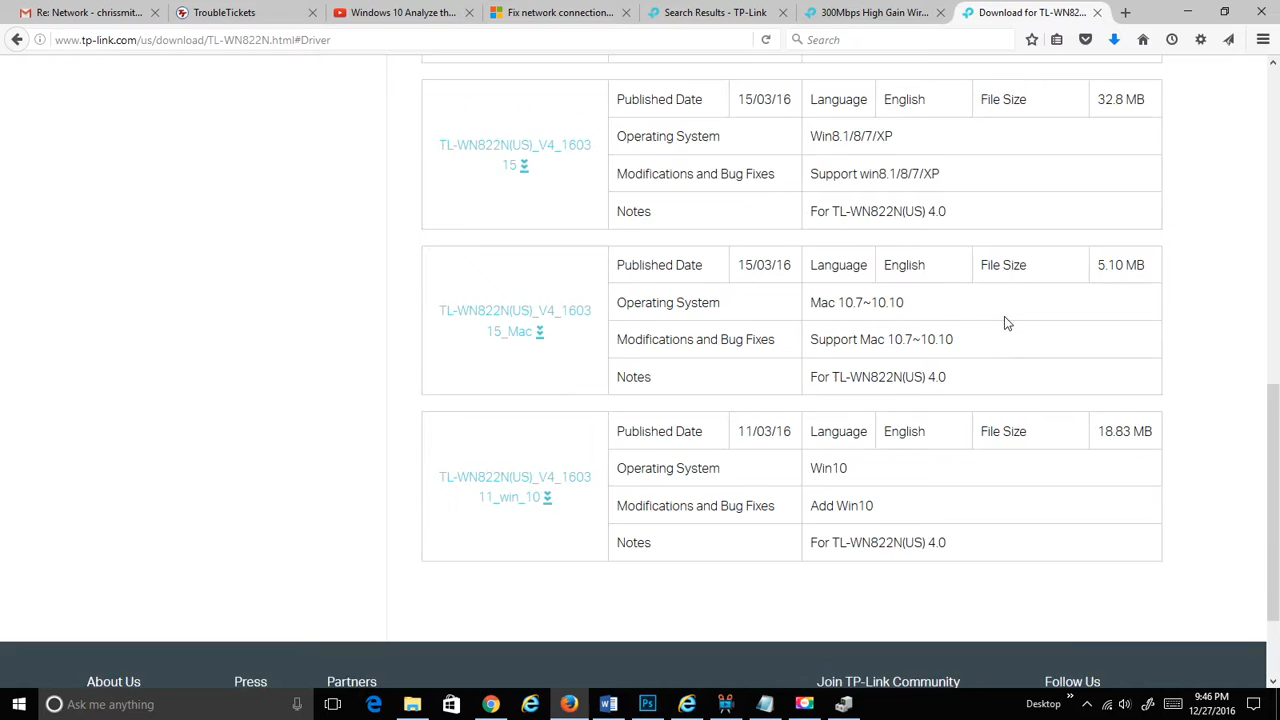 Re: Network - chrissmit...
TroubleTickets
Windows 10 Analyze th...
Fix network connection...
Search Results - TP-Link
300Mbps High Gain Wir...
Download for TL-WN82...
www.tp-link.com/us/download/TL-WN822N.html#Driver
Search
TL-WN822N(US)_V4_1603
15
Published Date 15/03/16 Language English File Size 32.8 MB
Operating System Win8.1/8/7/XP
Modifications and Bug Fixes Support win8.1/8/7/XP
Notes For TL-WN822N(US) 4.0
TL-WN822N(US)_V4_1603
15_Mac
Published Date 15/03/16 Language English File Size 5.10 MB
Operating System Mac 10.7~10.10
Modifications and Bug Fixes Support Mac 10.7~10.10
Notes For TL-WN822N(US) 4.0
TL-WN822N(US)_V4_1603
11_win_10
Published Date 11/03/16 Language English File Size 18.83 MB
Operating System Win10
Modifications and Bug Fixes Add Win10
Notes For TL-WN822N(US) 4.0
About Us Press Partners Join TP-Link Community Follow Us
Ask me anything
Desktop
9:46 PM
12/27/2016